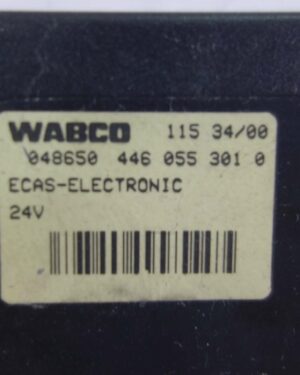 WABCO 115 34/00
048650 446 055 301 0
ECAS-ELECTRONIC
24V